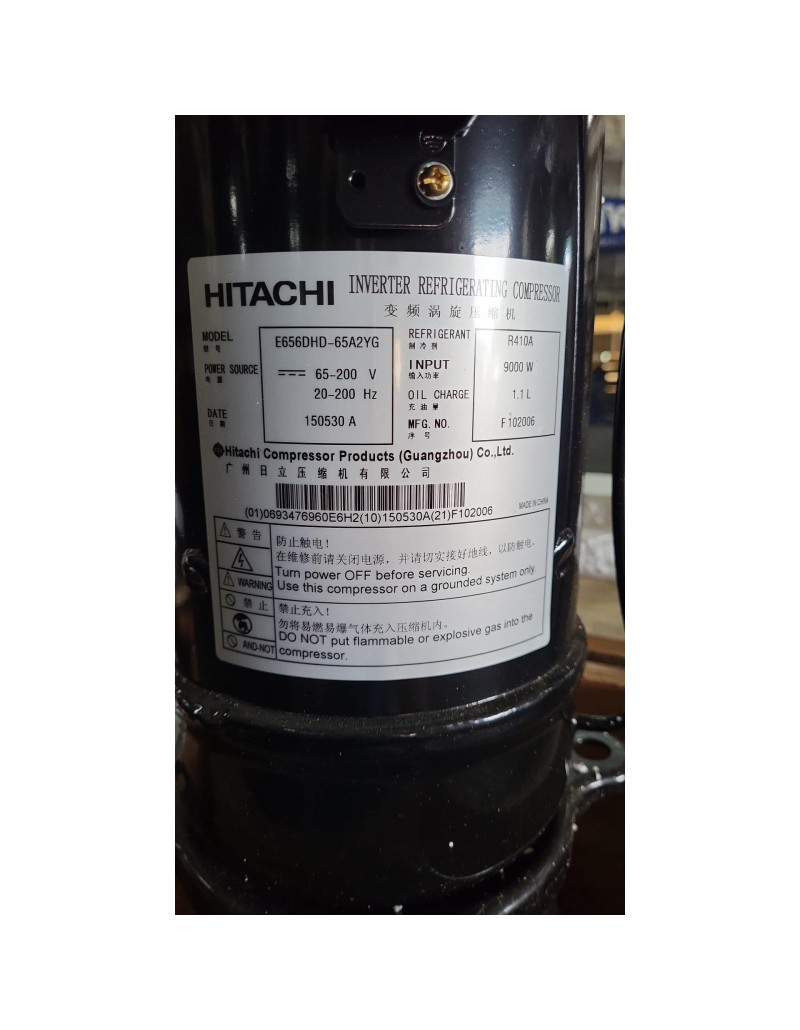 HITACHI INVERTER REFRIGERATING COMPRESSOR
变频涡旋压缩机
MODEL E656DHD-65A2YG REFRIGERANT R410A
型号 制冷剂
POWER SOURCE 65-200 V INPUT 9000 W
电源 输入功率
20-200 Hz OIL CHARGE 1.1 L
充油量
DATE 150530 A MFG. NO. F102006
日期 序号
Hitachi Compressor Products (Guangzhou) Co.,Ltd.
广州日立压缩机有限公司
MADE IN CHINA
(01)0693476960E6H2(10)150530A(21)F102006
警告 防止触电！
在维修前请关闭电源，并请切实接好地线，以防触电。
Turn power OFF before servicing.
WARNING Use this compressor on a grounded system only.
禁止 禁止充入！
勿将易燃易爆气体充入压缩机内。
DO NOT put flammable or explosive gas into the
AND-NOT compressor.